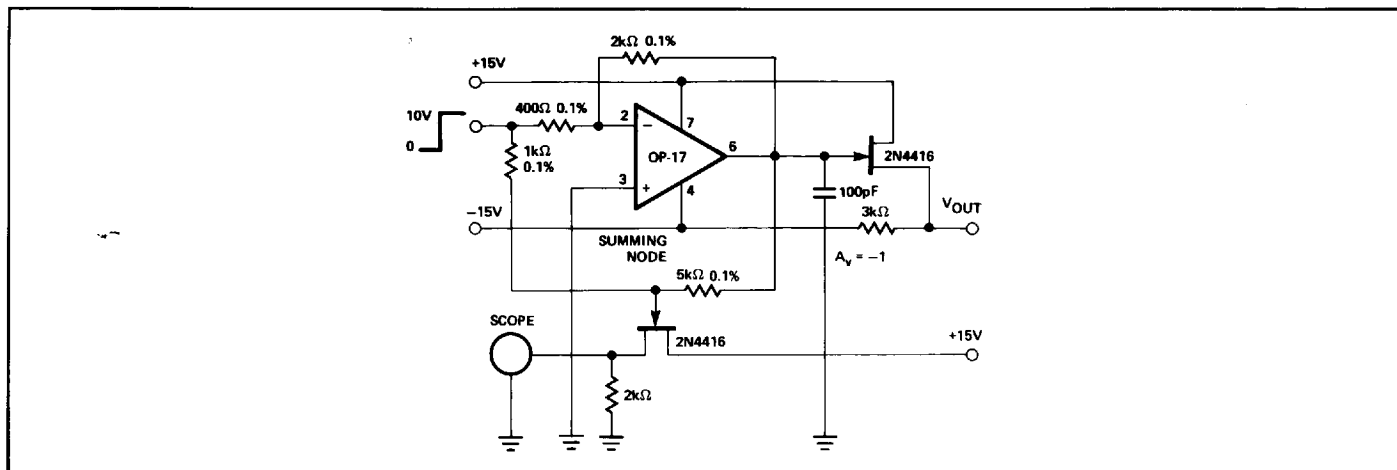 2kΩ 0.1%
+15V
400Ω 0.1%
10V
0
2
7
−
1kΩ
0.1%
OP-17
6
2N4416
3
+
4
100pF
−15V
3kΩ
VOUT
SUMMING
NODE
AV = −1
5kΩ 0.1%
SCOPE
2N4416
+15V
2kΩ